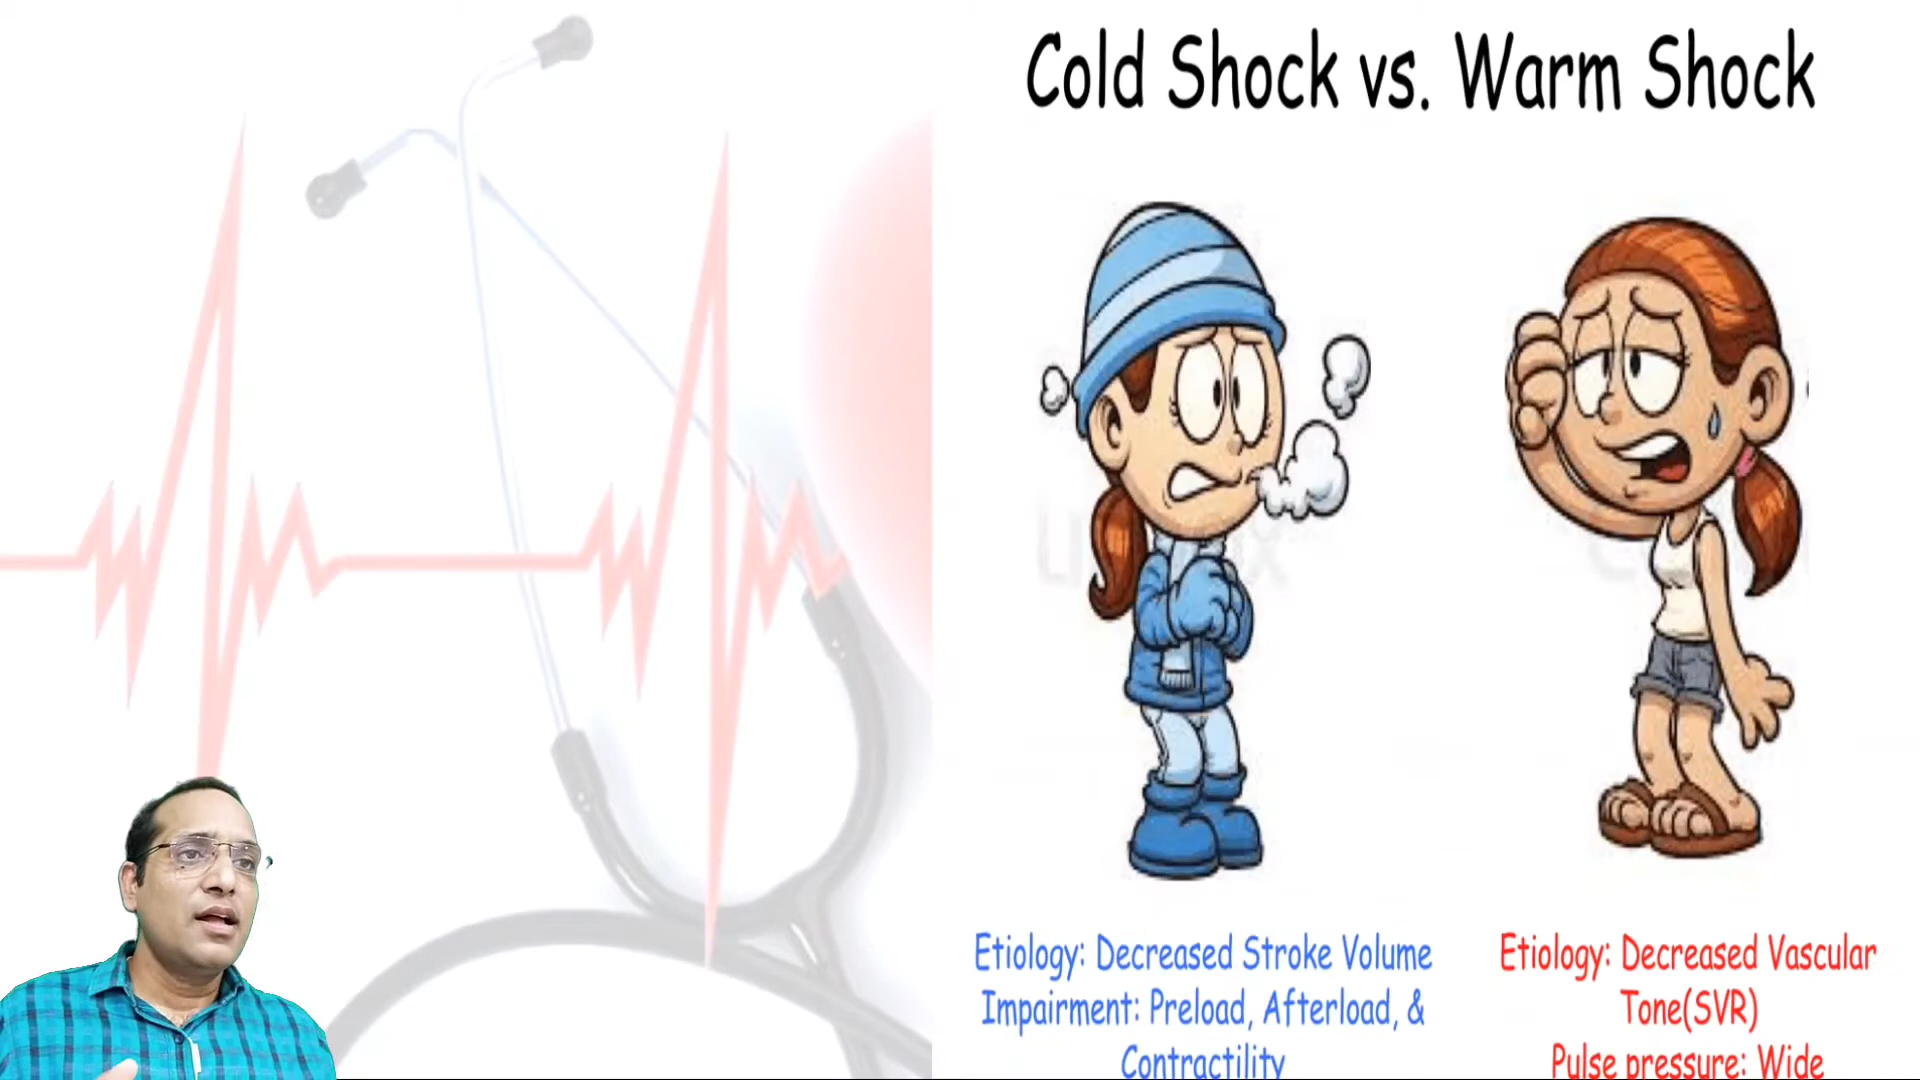 Cold Shock vs. Warm Shock
Etiology: Decreased Stroke Volume
Impairment: Preload, Afterload, &
Contractility
Etiology: Decreased Vascular
Tone(SVR)
Pulse pressure: Wide